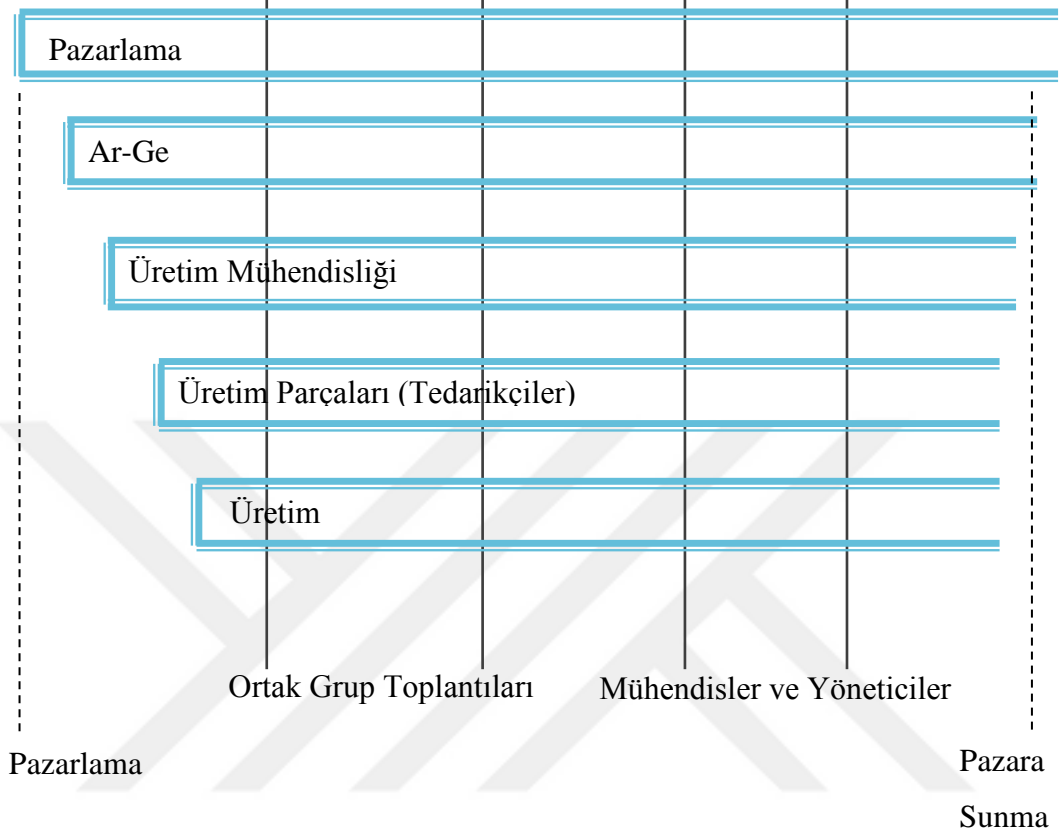 Pazarlama
Ar-Ge
Üretim Mühendisliği
Üretim Parçaları (Tedarikçiler)
Üretim
Ortak Grup Toplantıları
Mühendisler ve Yöneticiler
Pazarlama
Pazara
Sunma